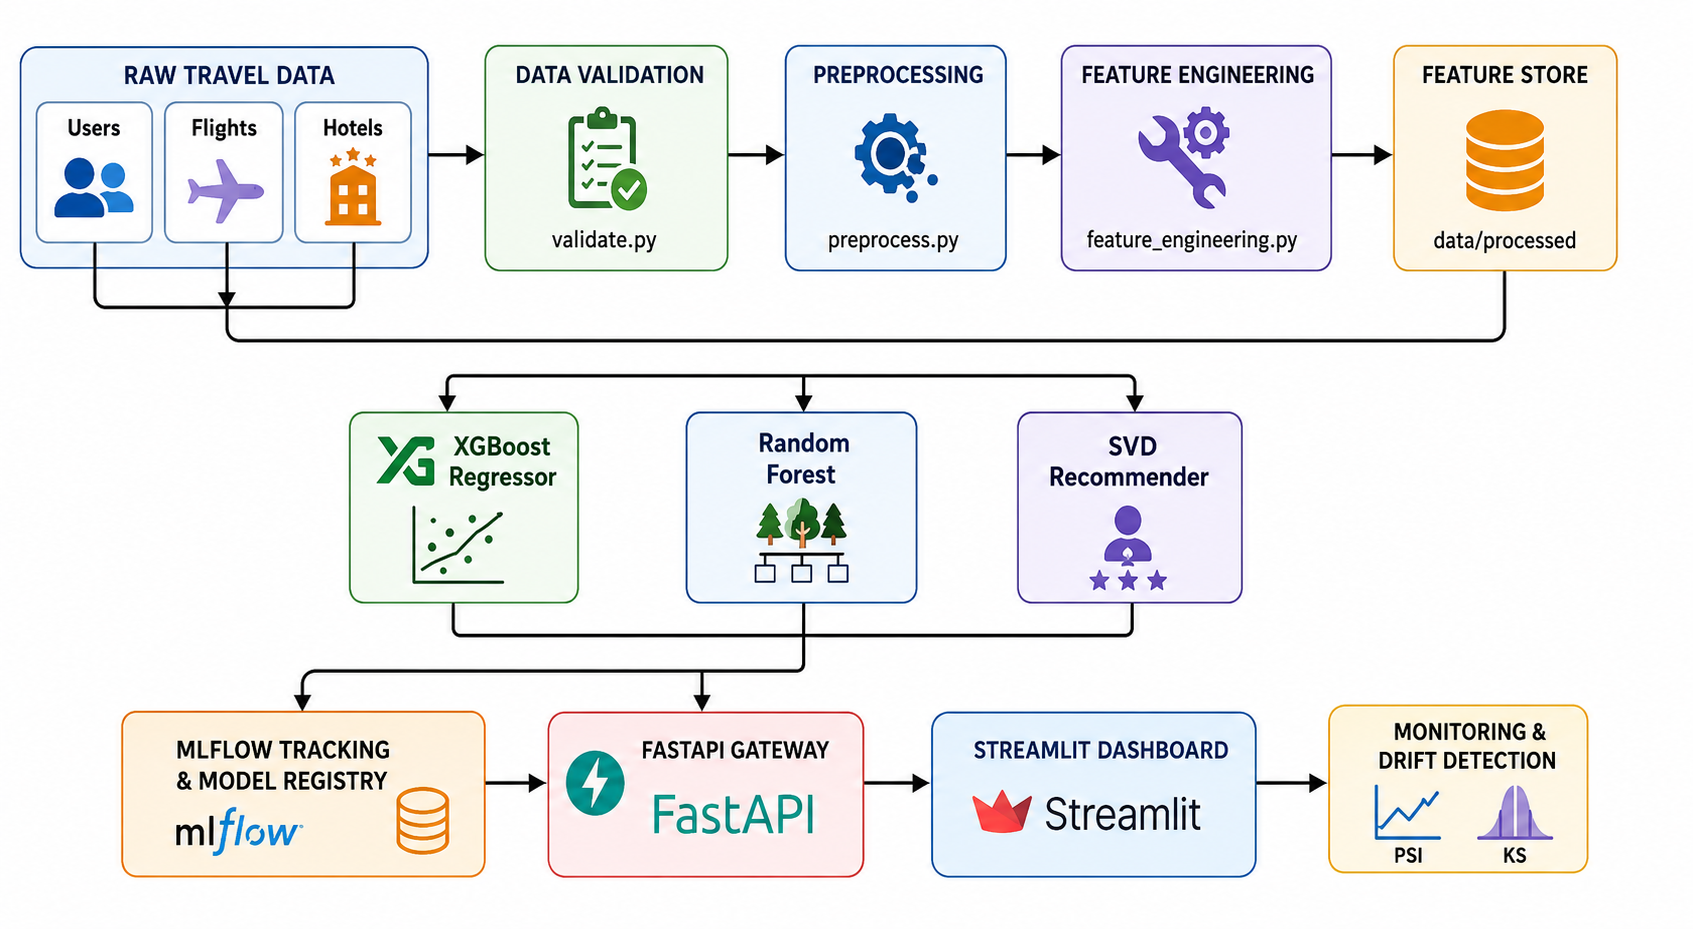 RAW TRAVEL DATA
Users
Flights
Hotels
DATA VALIDATION
validate.py
PREPROCESSING
preprocess.py
FEATURE ENGINEERING
feature_engineering.py
FEATURE STORE
data/processed
XGBoost
Regressor
XG
Random
Forest
SVD
Recommender
MLFLOW TRACKING
& MODEL REGISTRY
mlflow
FASTAPI GATEWAY
FastAPI
STREAMLIT DASHBOARD
Streamlit
MONITORING &
DRIFT DETECTION
PSI
KS